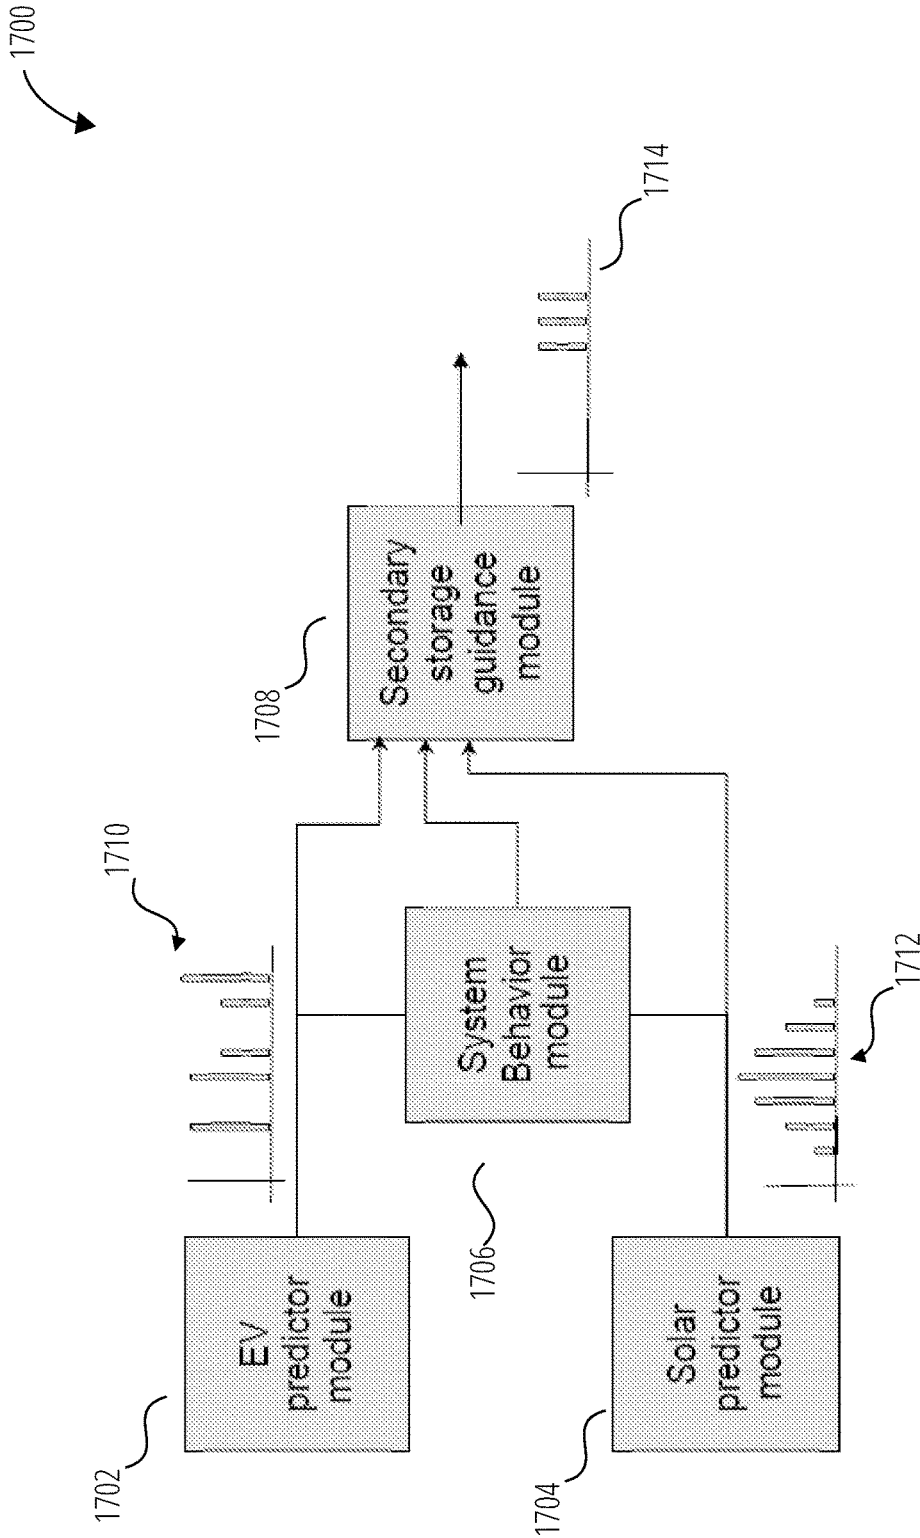 1700
1710
1702
EV
predictor
module
1708
Secondary
storage
guidance
module
1714
1706
System
Behavior
module
1704
Solar
predictor
module
1712